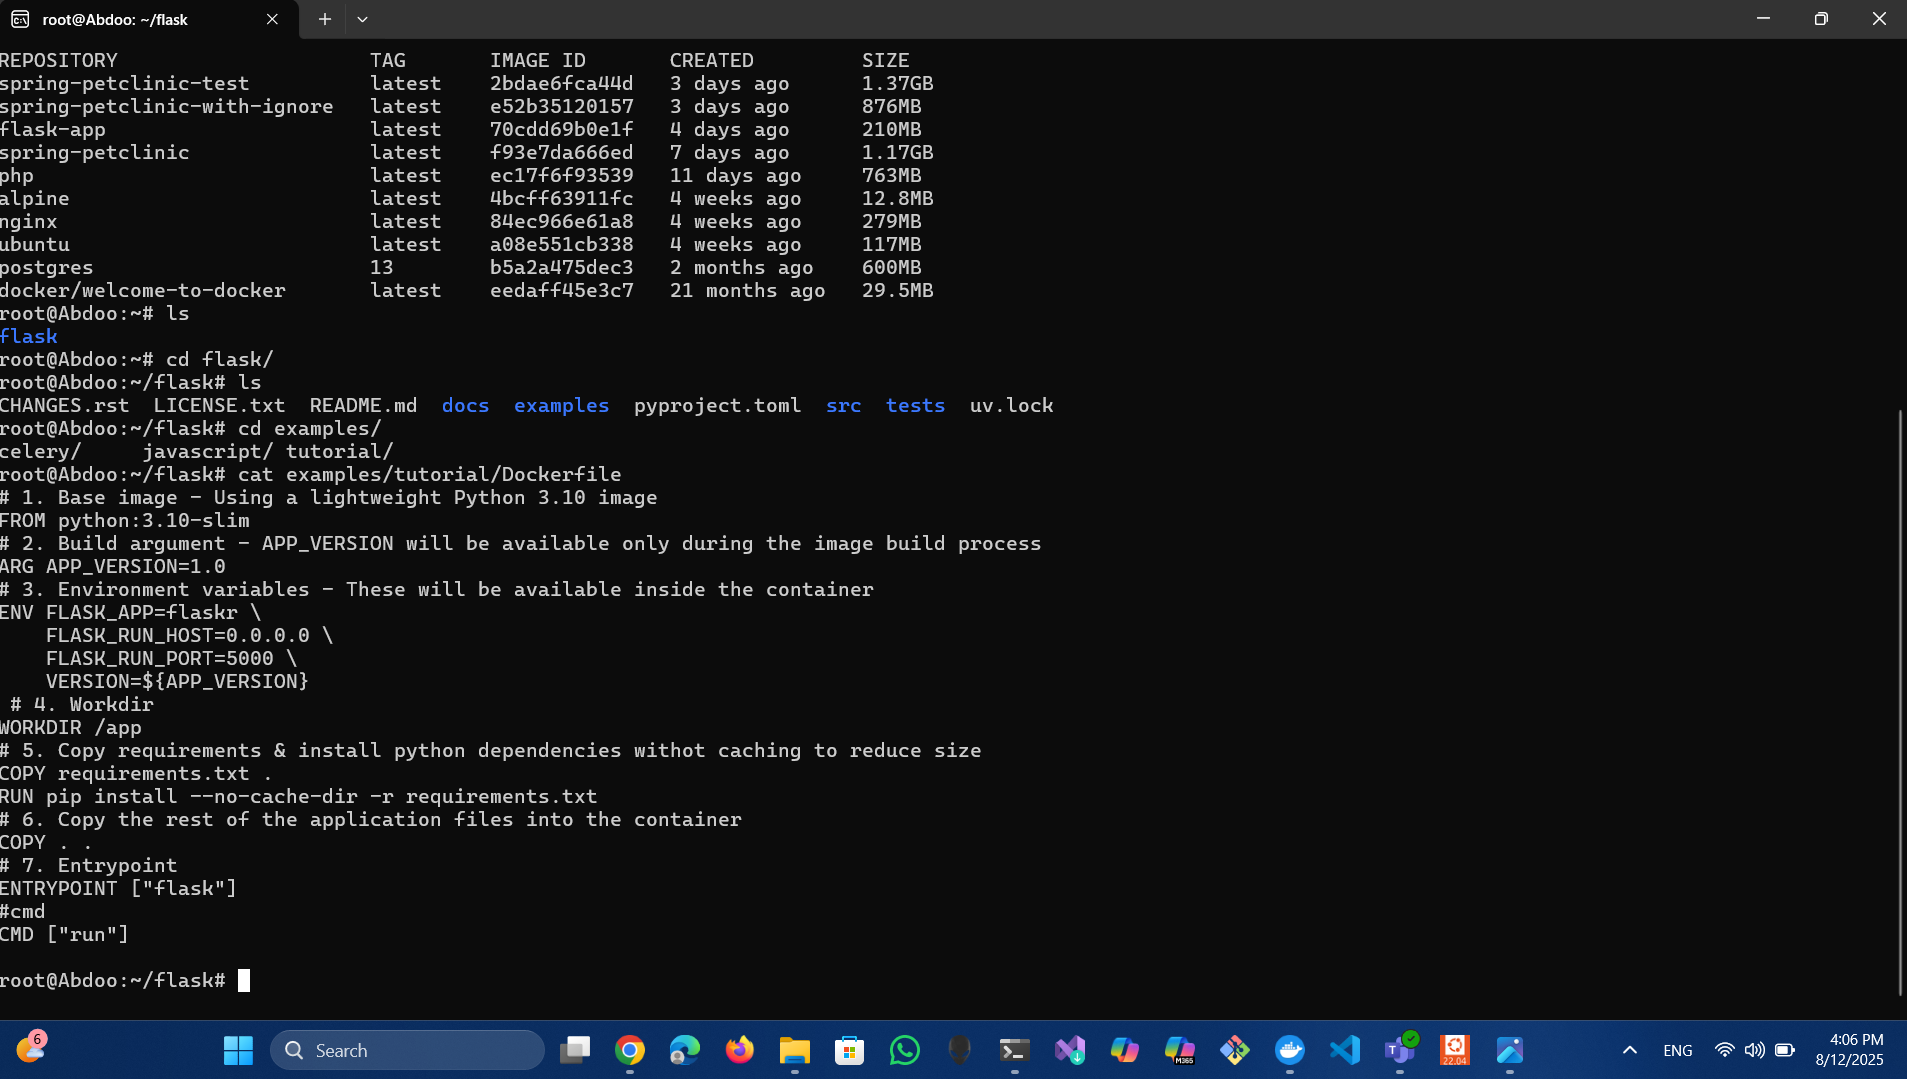 root@Abdoo: ~/flask
REPOSITORY TAG IMAGE ID CREATED SIZE
spring-petclinic-test latest 2bdae6fca44d 3 days ago 1.37GB
spring-petclinic-with-ignore latest e52b35120157 3 days ago 876MB
flask-app latest 70cdd69b0e1f 4 days ago 210MB
spring-petclinic latest f93e7da666ed 7 days ago 1.17GB
php latest ec17f6f93539 11 days ago 763MB
alpine latest 4bcff63911fc 4 weeks ago 12.8MB
nginx latest 84ec966e61a8 4 weeks ago 279MB
ubuntu latest a08e551cb338 4 weeks ago 117MB
postgres 13 b5a2a475dec3 2 months ago 600MB
docker/welcome-to-docker latest eedaff45e3c7 21 months ago 29.5MB
root@Abdoo:~# ls
flask
root@Abdoo:~# cd flask/
root@Abdoo:~/flask# ls
CHANGES.rst LICENSE.txt README.md docs examples pyproject.toml src tests uv.lock
root@Abdoo:~/flask# cd examples/
celery/ javascript/ tutorial/
root@Abdoo:~/flask# cat examples/tutorial/Dockerfile
# 1. Base image - Using a lightweight Python 3.10 image
FROM python:3.10-slim
# 2. Build argument - APP_VERSION will be available only during the image build process
ARG APP_VERSION=1.0
# 3. Environment variables - These will be available inside the container
ENV FLASK_APP=flaskr \
FLASK_RUN_HOST=0.0.0.0 \
FLASK_RUN_PORT=5000 \
VERSION=${APP_VERSION}
# 4. Workdir
WORKDIR /app
# 5. Copy requirements & install python dependencies withot caching to reduce size
COPY requirements.txt .
RUN pip install --no-cache-dir -r requirements.txt
# 6. Copy the rest of the application files into the container
COPY . .
# 7. Entrypoint
ENTRYPOINT ["flask"]
#cmd
CMD ["run"]
root@Abdoo:~/flask#
6
Search
M365
22.04
ENG
4:06 PM
8/12/2025